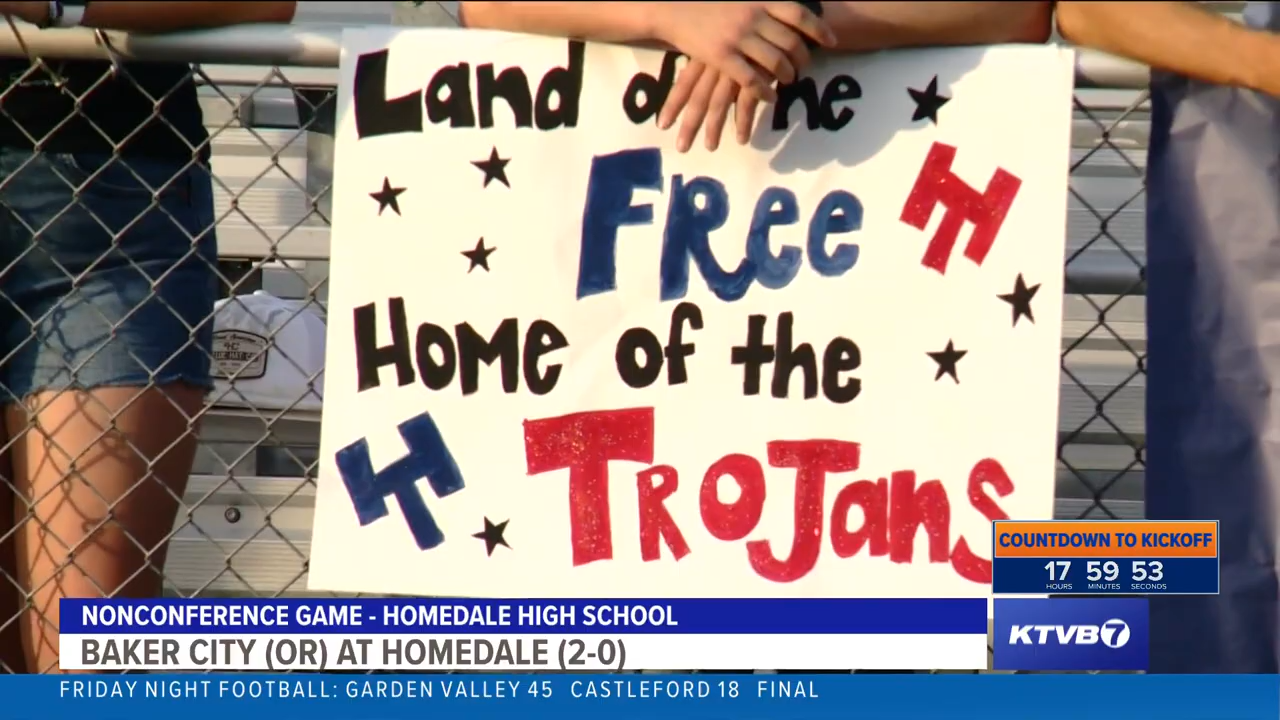 Land of the
Free
Home of the
Trojans
COUNTDOWN TO KICKOFF
17 59 53
HOURS MINUTES SECONDS
NONCONFERENCE GAME - HOMEDALE HIGH SCHOOL
BAKER CITY (OR) AT HOMEDALE (2-0)
KTVB7
FRIDAY NIGHT FOOTBALL: GARDEN VALLEY 45 CASTLEFORD 18 FINAL